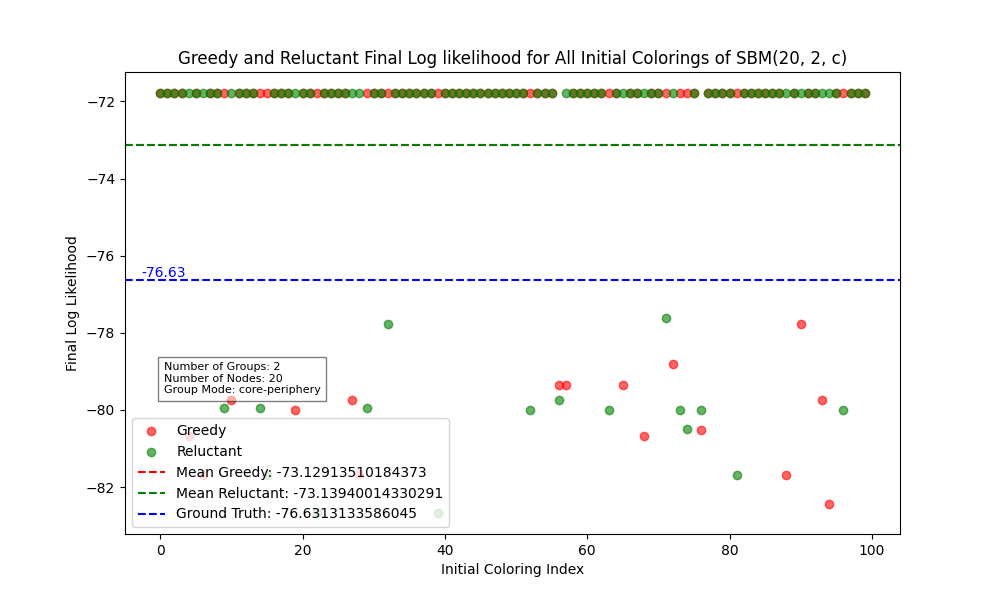 Greedy and Reluctant Final Log likelihood for All Initial Colorings of SBM(20, 2, c)
Final Log Likelihood
−72
−74
−76
−78
−80
−82
-76.63
Number of Groups: 2
Number of Nodes: 20
Group Mode: core-periphery
Greedy
Reluctant
Mean Greedy: -73.12913510184373
Mean Reluctant: -73.13940014330291
Ground Truth: -76.6313133586045
0 20 40 60 80 100
Initial Coloring Index